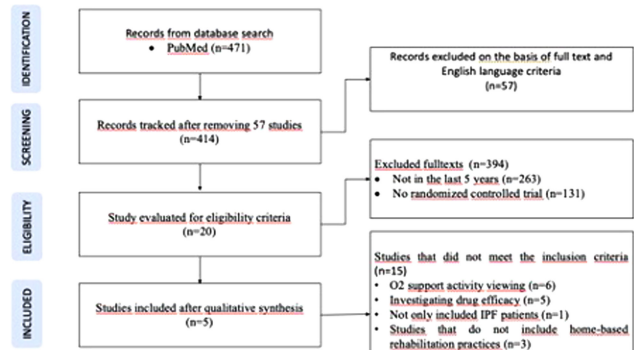 IDENTIFICATION
Records from database search
• PubMed (n=471)
Records excluded on the basis of full text and
English language criteria
(n=57)
SCREENING
Records tracked after removing 57 studies
(n=414)
Excluded fulltexts (n=394)
• Not in the last 5 years (n=263)
• No randomized controlled trial (n=131)
ELIGIBILITY
Study evaluated for eligibility criteria
(n=20)
Studies that did not meet the inclusion criteria
(n=15)
• O2 support activity viewing (n=6)
• Investigating drug efficacy (n=5)
• Not only included IPF patients (n=1)
• Studies that do not include home-based
rehabilitation practices (n=3)
INCLUDED
Studies included after qualitative synthesis
(n=5)